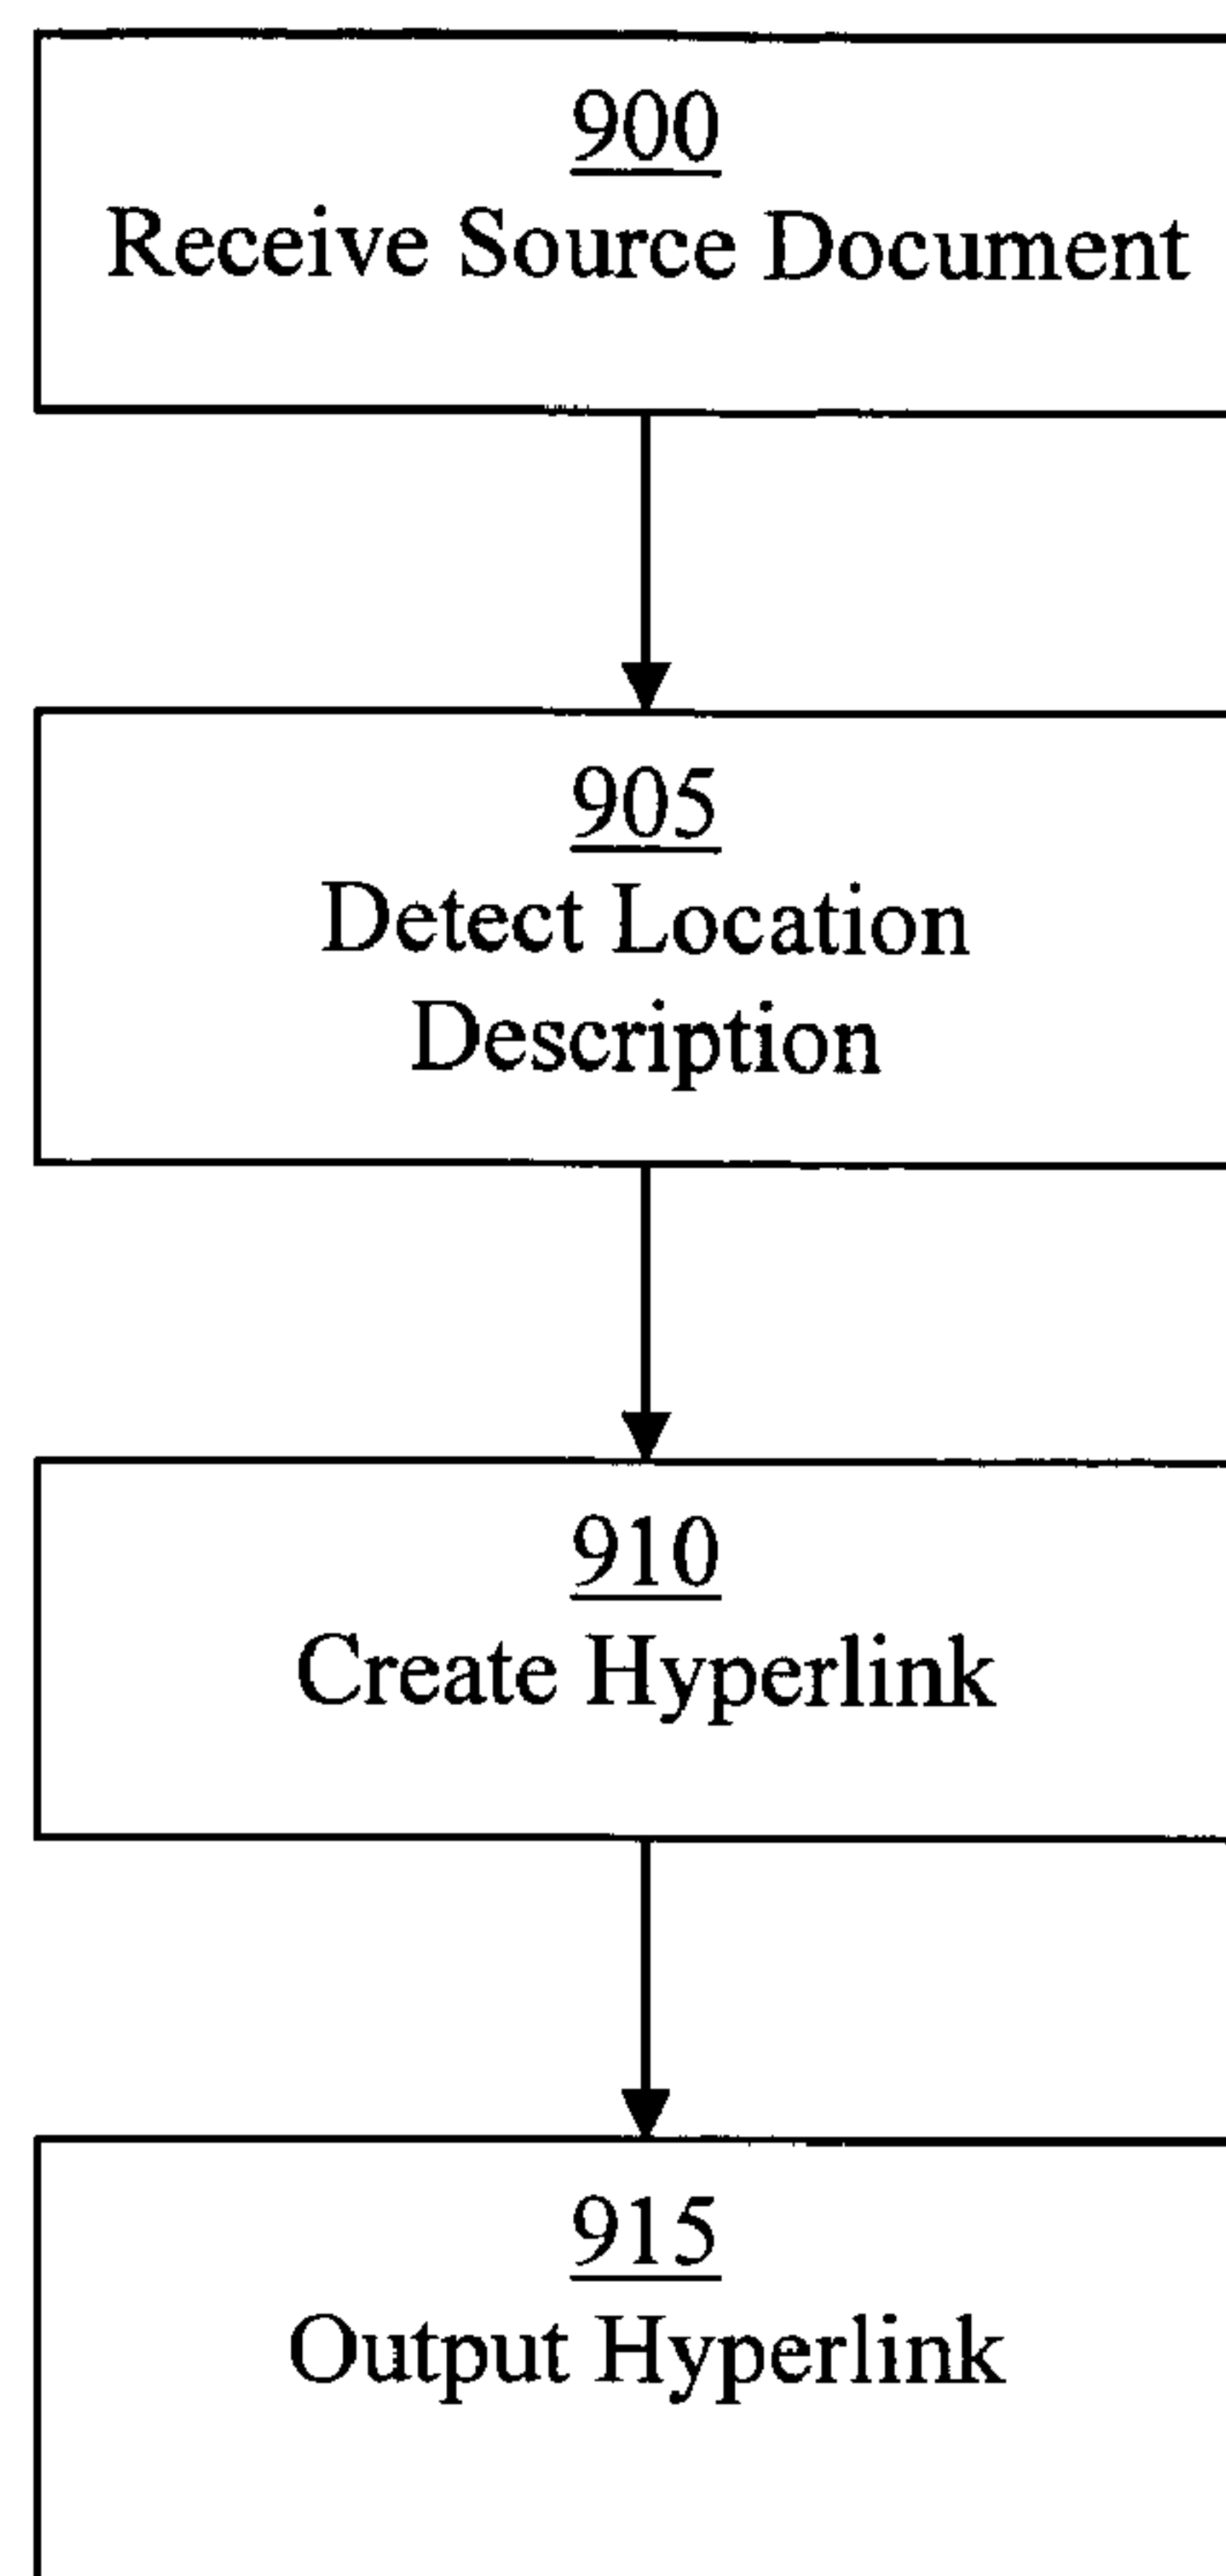 900
Receive Source Document
905
Detect Location
Description
910
Create Hyperlink
915
Output Hyperlink